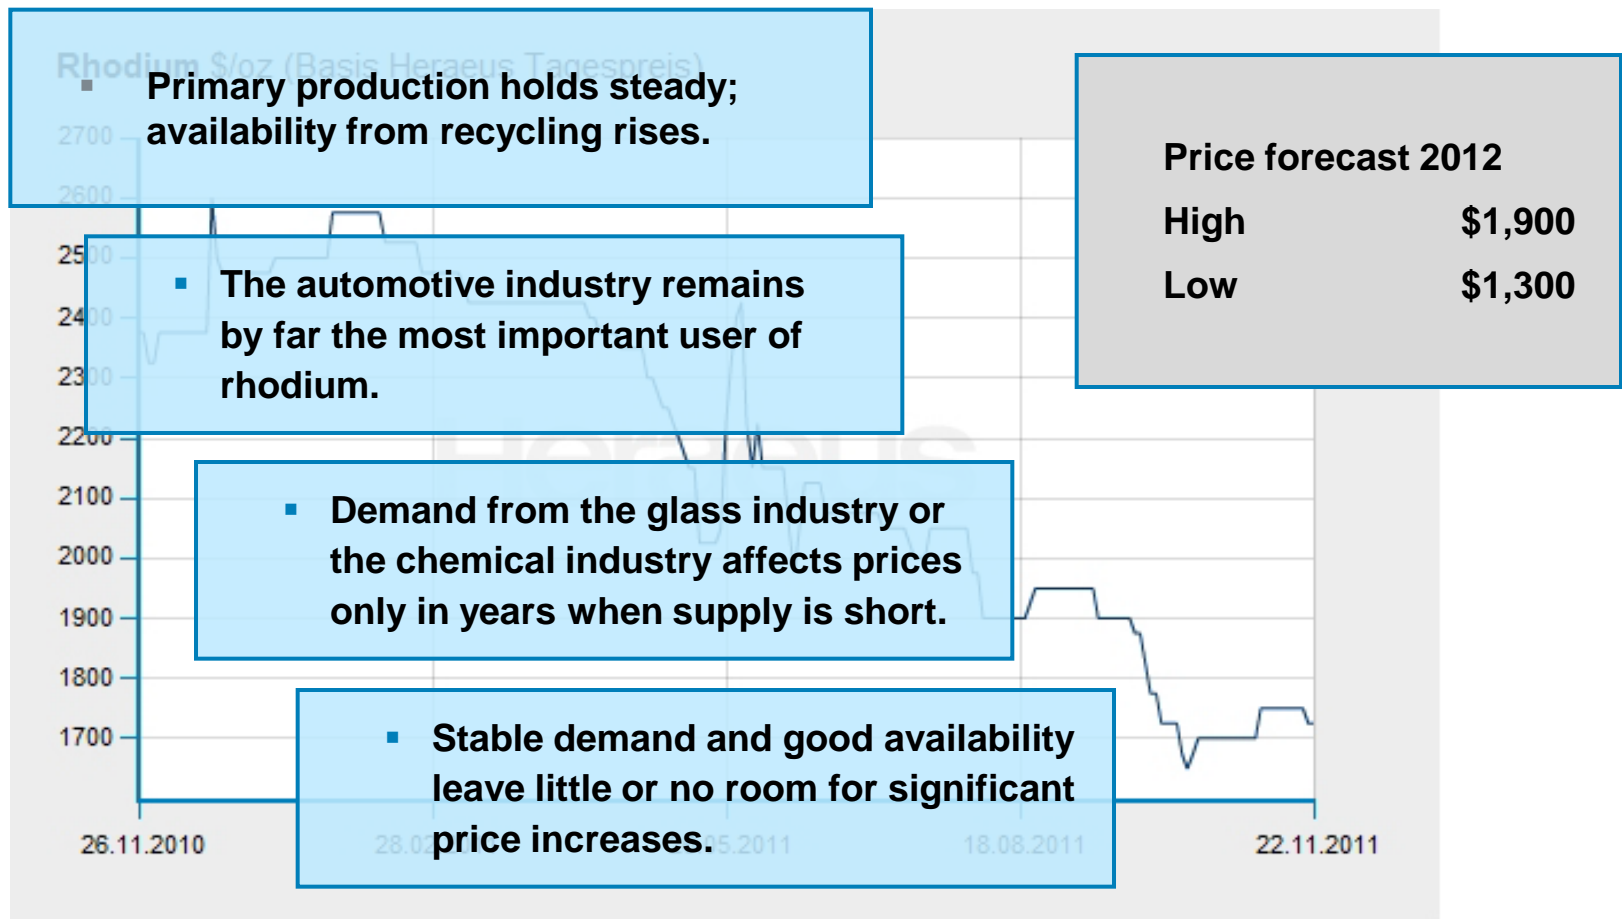 Rhodium $/oz (Basis Heraeus Tagespreis)
Primary production holds steady;
availability from recycling rises.
Price forecast 2012
High $1,900
Low $1,300
The automotive industry remains
by far the most important user of
rhodium.
Demand from the glass industry or
the chemical industry affects prices
only in years when supply is short.
Stable demand and good availability
leave little or no room for significant
price increases.
2700
2600
2500
2400
2300
2200
2100
2000
1900
1800
1700
Heraeus
26.11.2010
18.08.2011
22.11.2011